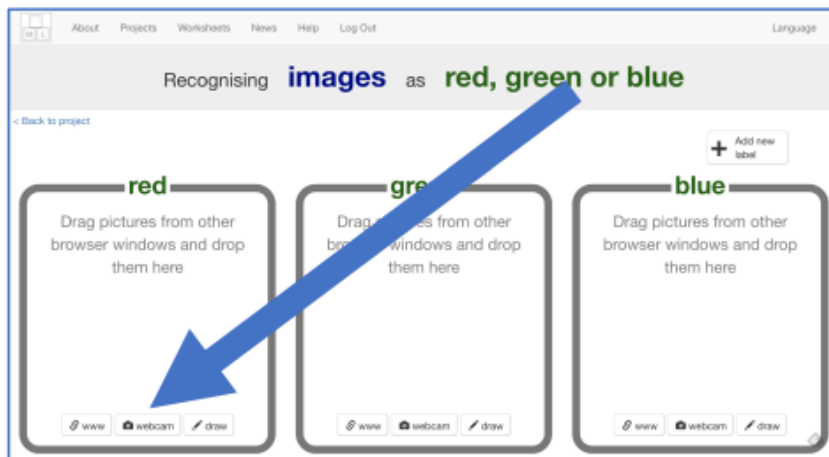 M L About Projects Worksheets News Help Log Out Language
Recognising images as red, green or blue
< Back to project
Add new
label
red
Drag pictures from other
browser windows and drop
them here
www webcam draw
gre
Drag pictures from other
browser windows and drop
them here
www webcam draw
blue
Drag pictures from other
browser windows and drop
them here
www webcam draw